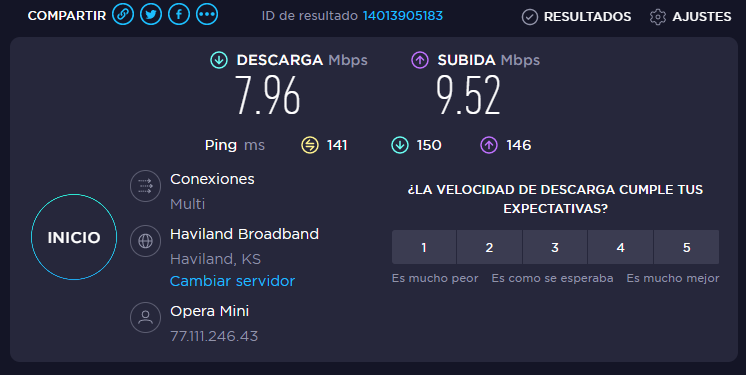 COMPARTIR
ID de resultado 14013905183
RESULTADOS
AJUSTES
DESCARGA Mbps
7.96
SUBIDA Mbps
9.52
Ping ms 141 150 146
Conexiones
Multi
Haviland Broadband
Haviland, KS
Cambiar servidor
Opera Mini
77.111.246.43
INICIO
¿LA VELOCIDAD DE DESCARGA CUMPLE TUS
EXPECTATIVAS?
1 2 3 4 5
Es mucho peor Es como se esperaba Es mucho mejor